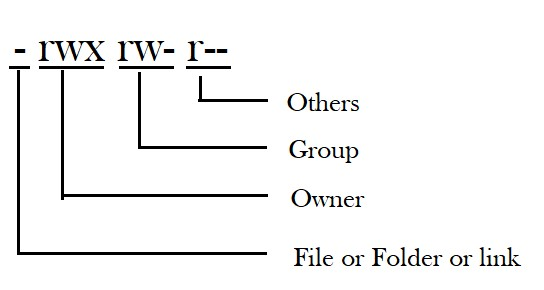 - rwx rw- r--
Others
Group
Owner
File or Folder or link